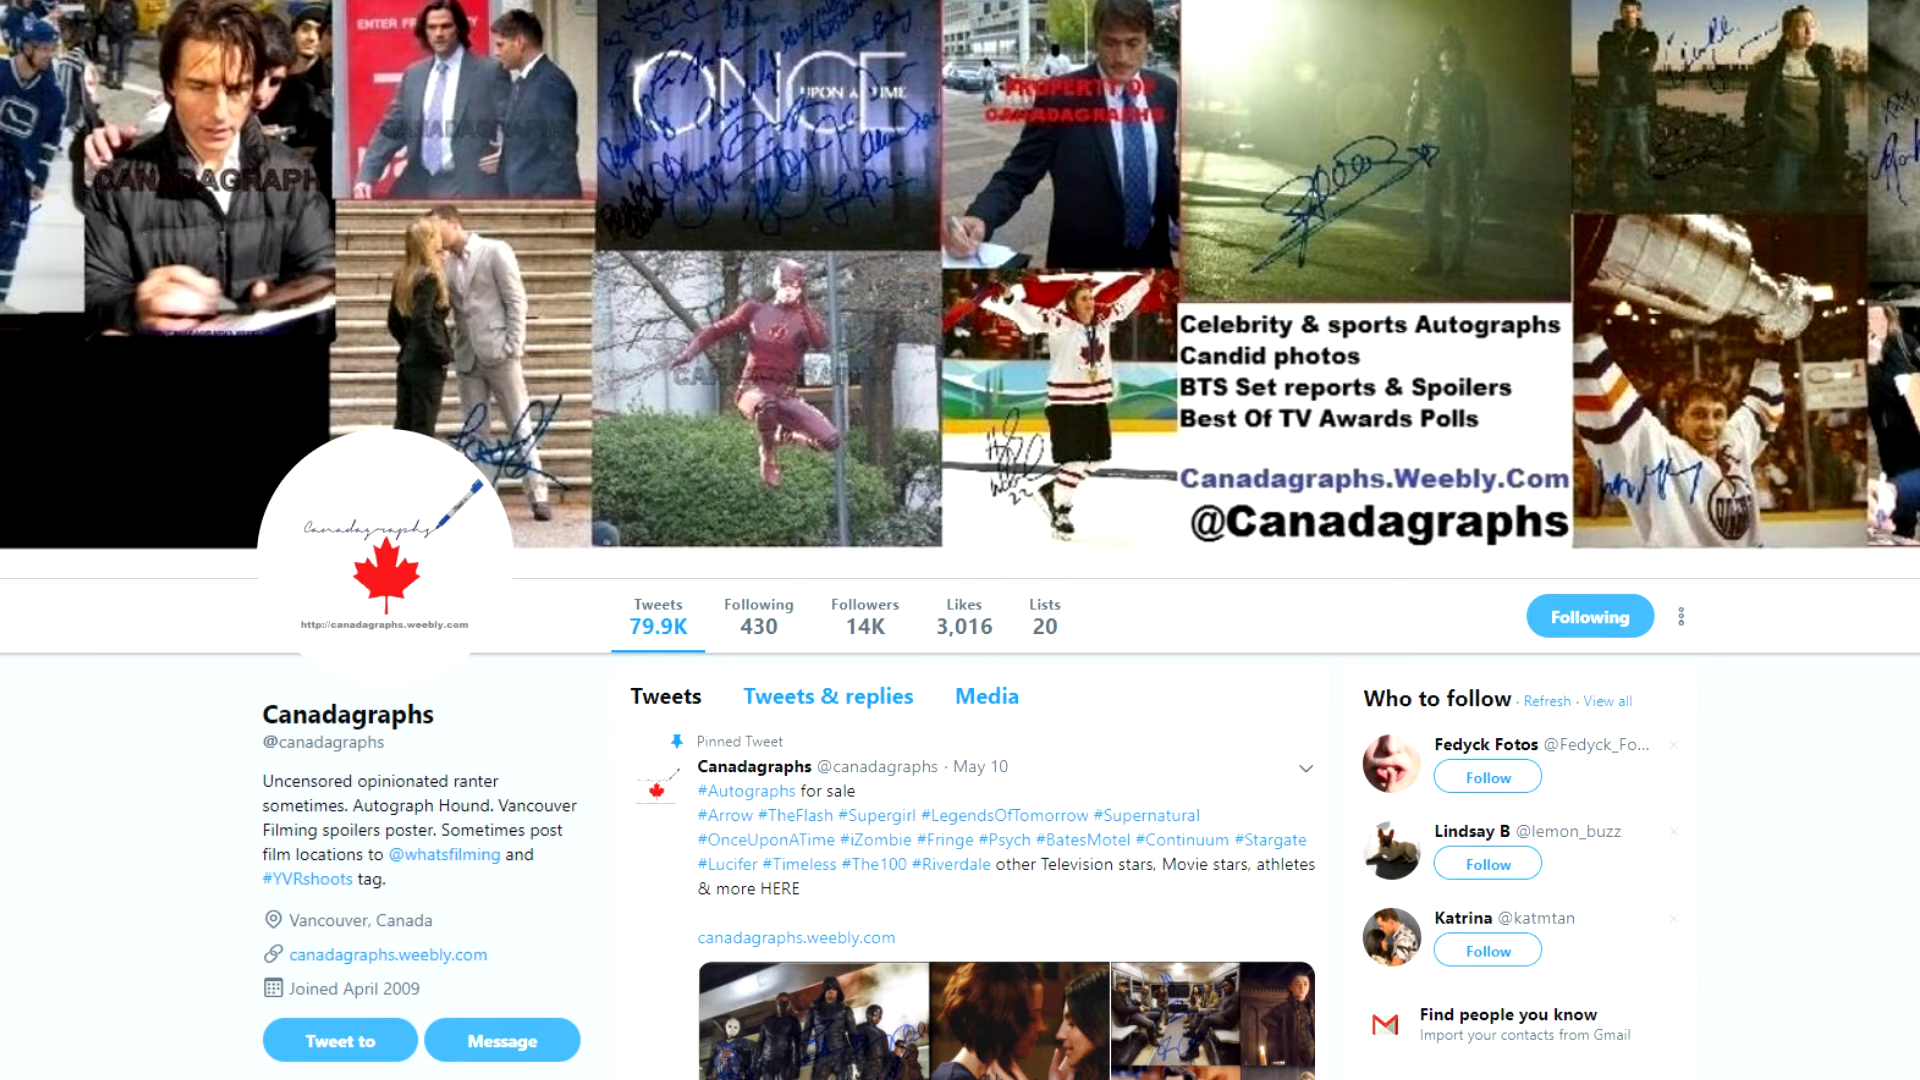 ENTER FR
ONCE
UPON A TIME
PROPERTY OF
CANADAGRAPHS
CANADAGRAPH
Celebrity & sports Autographs
Candid photos
BTS Set reports & Spoilers
Best Of TV Awards Polls
Canadagraphs.Weebly.Com
@Canadagraphs
Canadagraphs
http://canadagraphs.weebly.com
Tweets Following Followers Likes Lists
79.9K 430 14K 3,016 20
Following
Canadagraphs
@canadagraphs
Uncensored opinionated ranter
sometimes. Autograph Hound. Vancouver
Filming spoilers poster. Sometimes post
film locations to @whatsfilming and
#YVRshoots tag.
Vancouver, Canada
canadagraphs.weebly.com
Joined April 2009
Tweet to
Message
Tweets Tweets & replies Media
Pinned Tweet
Canadagraphs @canadagraphs · May 10
#Autographs for sale
#Arrow #TheFlash #Supergirl #LegendsOfTomorrow #Supernatural
#OnceUponATime #iZombie #Fringe #Psych #BatesMotel #Continuum #Stargate
#Lucifer #Timeless #The100 #Riverdale other Television stars, Movie stars, athletes
& more HERE
canadagraphs.weebly.com
Who to follow · Refresh · View all
Fedyck Fotos @Fedyck_Fo...
Follow
Lindsay B @lemon_buzz
Follow
Katrina @katmtan
Follow
Find people you know
Import your contacts from Gmail